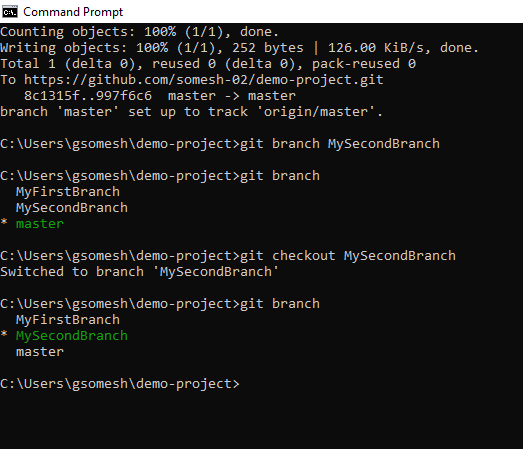 Command Prompt
Counting objects: 100% (1/1), done.
Writing objects: 100% (1/1), 252 bytes | 126.00 KiB/s, done.
Total 1 (delta 0), reused 0 (delta 0), pack-reused 0
To https://github.com/somesh-02/demo-project.git
   8c1315f..997f6c6  master -> master
branch 'master' set up to track 'origin/master'.
C:\Users\gsomesh\demo-project>git branch MySecondBranch
C:\Users\gsomesh\demo-project>git branch
  MyFirstBranch
  MySecondBranch
* master
C:\Users\gsomesh\demo-project>git checkout MySecondBranch
Switched to branch 'MySecondBranch'
C:\Users\gsomesh\demo-project>git branch
  MyFirstBranch
* MySecondBranch
  master
C:\Users\gsomesh\demo-project>